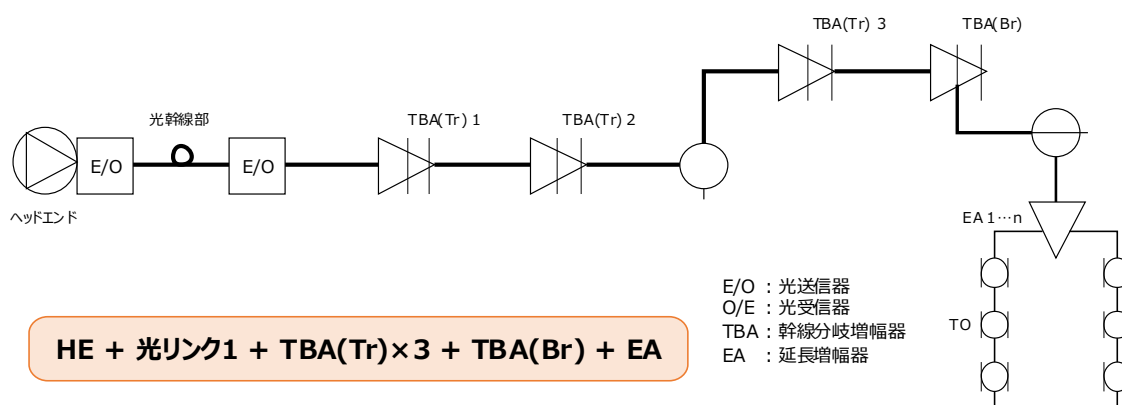 TBA(Tr) 3
TBA(Br)
光幹線部
TBA(Tr) 1
TBA(Tr) 2
E/O
E/O
ヘッドエンド
EA 1…n
TO
E/O : 光送信器
O/E : 光受信器
TBA : 幹線分岐増幅器
EA : 延長増幅器
HE + 光リンク1 + TBA(Tr)×3 + TBA(Br) + EA